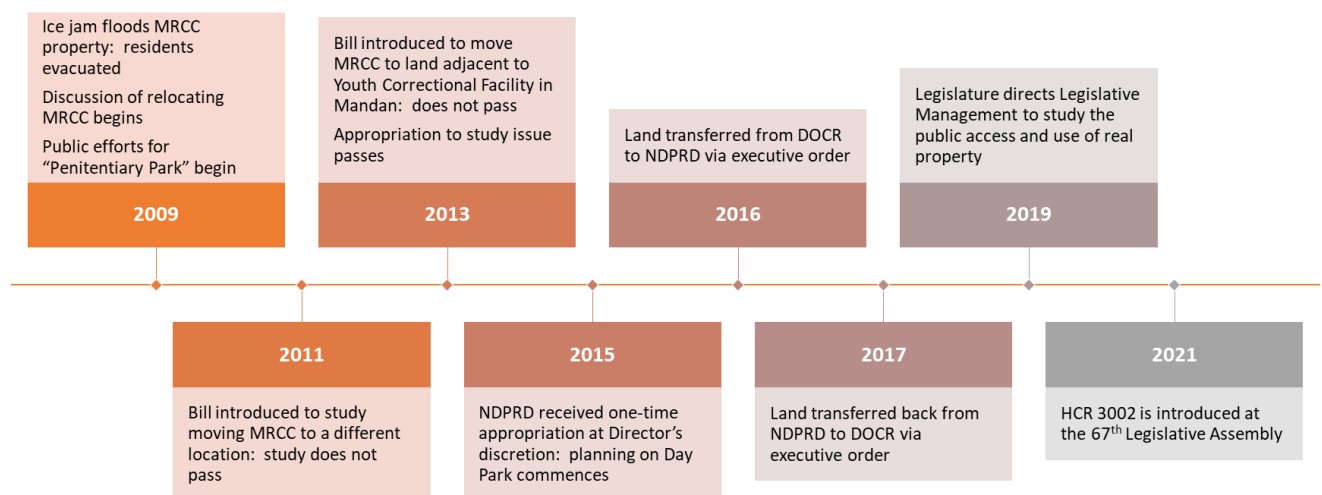 Ice jam floods MRCC
property:  residents
evacuated
Discussion of relocating
MRCC begins
Public efforts for
“Penitentiary Park” begin
2009
2011
Bill introduced to study
moving MRCC to a different
location:  study does not
pass
Bill introduced to move
MRCC to land adjacent to
Youth Correctional Facility in
Mandan:  does not pass
Appropriation to study issue
passes
2013
2015
NDPRD received one-time
appropriation at Director’s
discretion:  planning on Day
Park commences
Land transferred from DOCR
to NDPRD via executive order
2016
2017
Land transferred back from
NDPRD to DOCR via
executive order
Legislature directs Legislative
Management to study the
public access and use of real
property
2019
2021
HCR 3002 is introduced at
the 67th Legislative Assembly